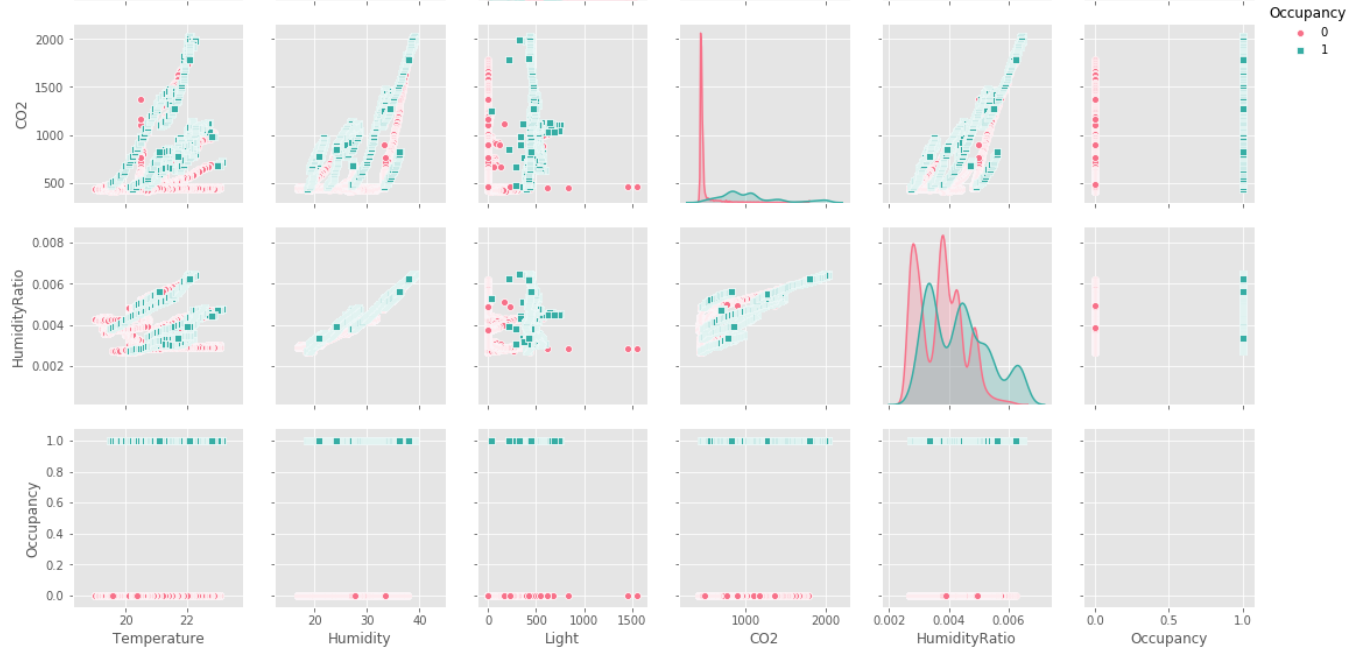 Occupancy
0
1
2000
1500
1000
500
CO2
0.008
0.006
0.004
0.002
HumidityRatio
1.0
0.8
0.6
0.4
0.2
0.0
Occupancy
20 22
Temperature
20 30 40
Humidity
0 500 1000 1500
Light
1000 2000
CO2
0.002 0.004 0.006
HumidityRatio
0.0 0.5 1.0
Occupancy